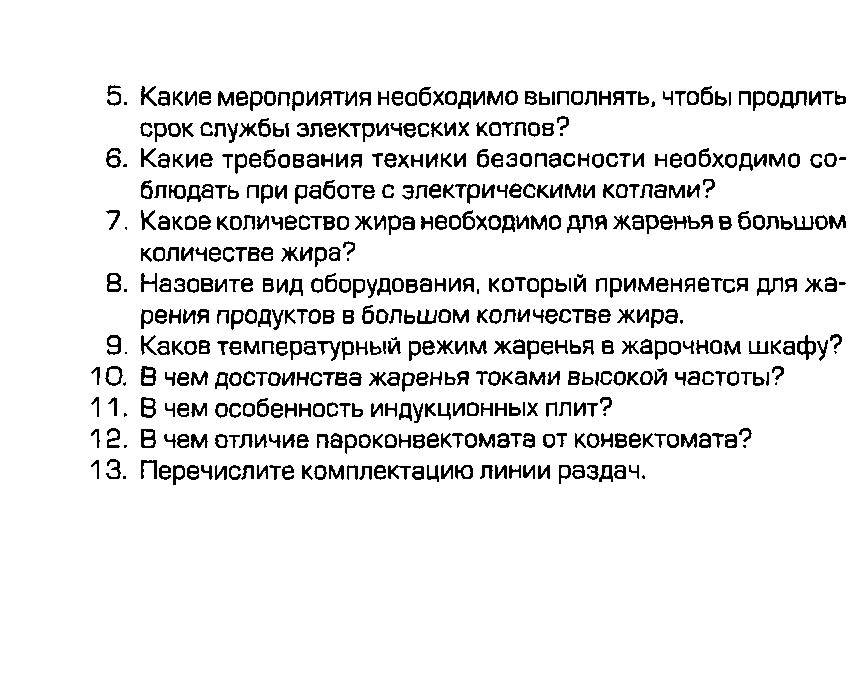 5. Какие мероприятия необходимо выполнять, чтобы продлить
срок службы электрических котлов?
6. Какие требования техники безопасности необходимо со-
блюдать при работе с электрическими котлами?
7. Какое количество жира необходимо для жаренья в большом
количестве жира?
8. Назовите вид оборудования, который применяется для жа-
рения продуктов в большом количестве жира.
9. Каков температурный режим жаренья в жарочном шкафу?
10. В чем достоинства жаренья токами высокой частоты?
11. В чем особенность индукционных плит?
12. В чем отличие пароконвектомата от конвектомата?
13. Перечислите комплектацию линии раздач.